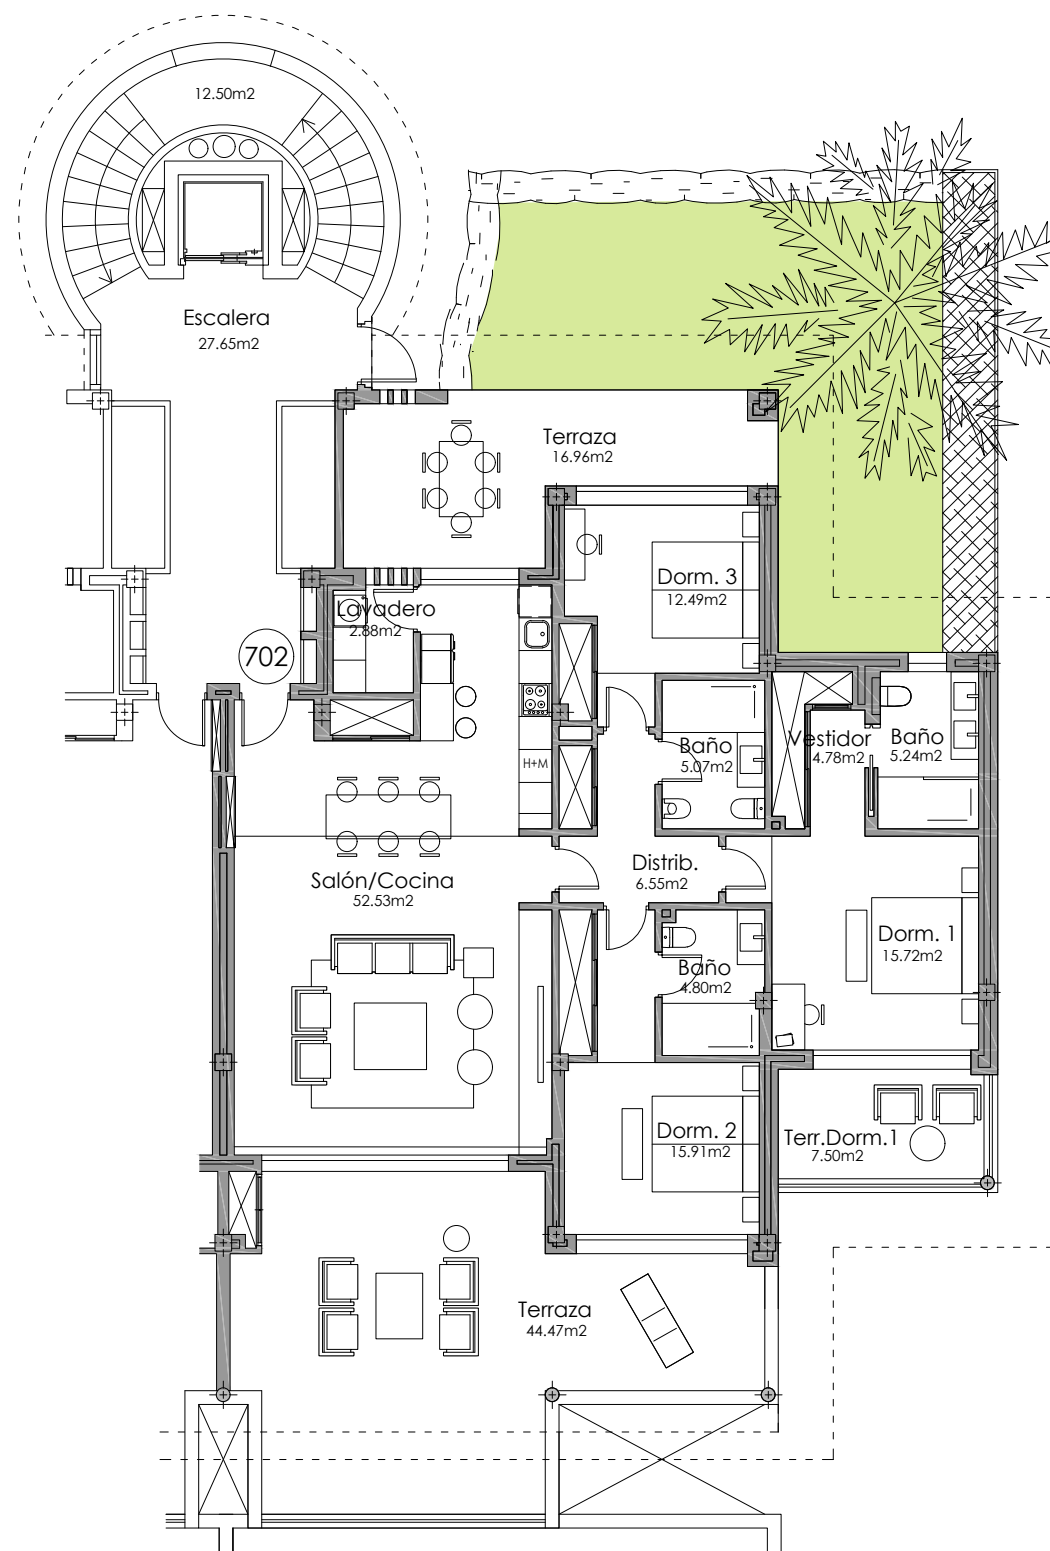 12.50m2
Escalera
27.65m2
Terraza
16.96m2
Dorm. 3
12.49m2
Lavadero
2.88m2
702
Baño
5.07m2
Vestidor
4.78m2
Baño
5.24m2
H+M
Distrib.
6.55m2
Salón/Cocina
52.53m2
Dorm. 1
15.72m2
Baño
4.80m2
Dorm. 2
15.91m2
Terr.Dorm.1
7.50m2
Terraza
44.47m2